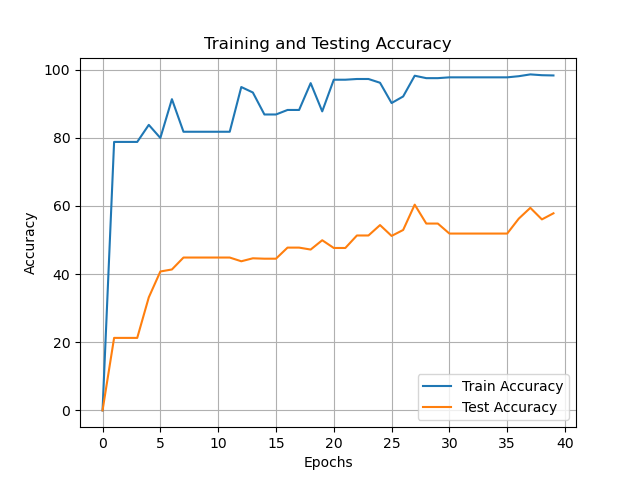 Training and Testing Accuracy
100
80
60
40
20
0
Accuracy
0 5 10 15 20 25 30 35 40
Epochs
Train Accuracy
Test Accuracy